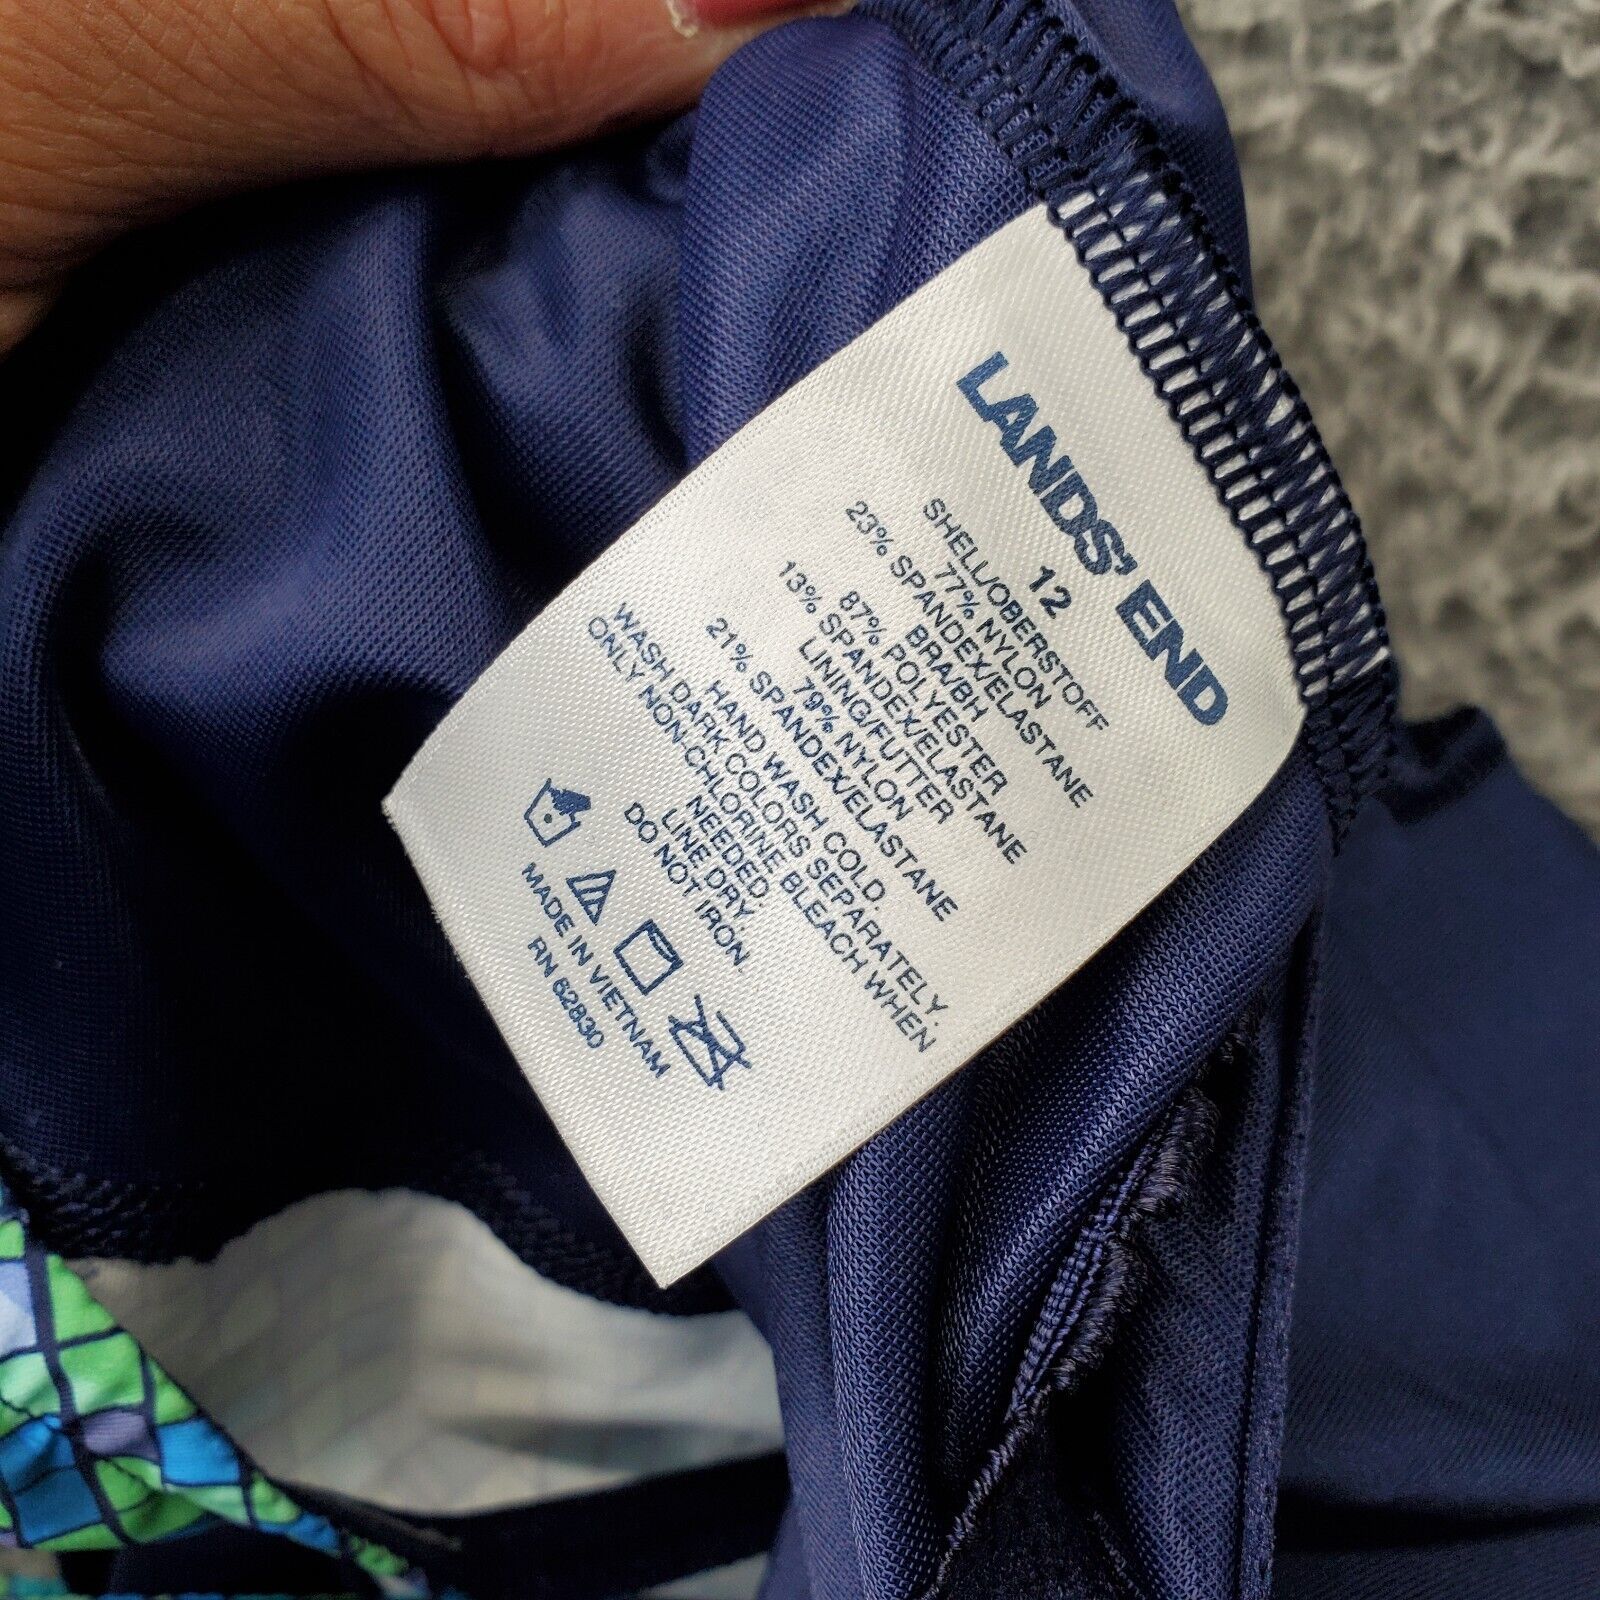 LANDS' END
12
SHELL/OBERSTOFF
77% NYLON
23% SPANDEX/ELASTANE
BRA/BH
87% POLYESTER
13% SPANDEX/ELASTANE
LINING/FUTTER
79% NYLON
21% SPANDEX/ELASTANE
HAND WASH COLD.
WASH DARK COLORS SEPARATELY.
ONLY NON-CHLORINE BLEACH WHEN
NEEDED.
LINE DRY.
DO NOT IRON.
MADE IN VIETNAM
RN 62830